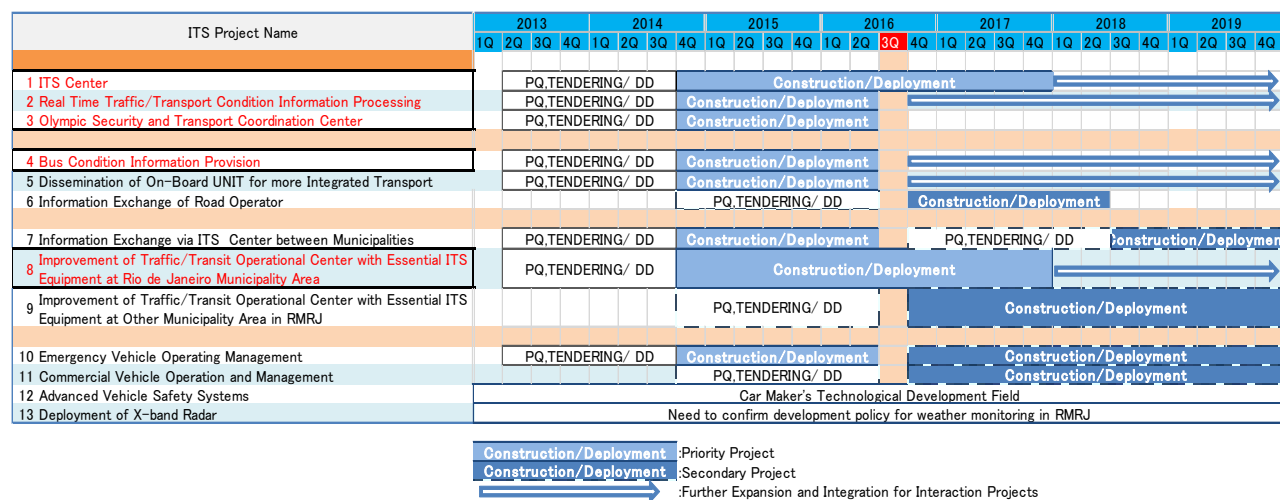 ITS Project Name 2013 2014 2015 2016 2017 2018 2019
1Q 2Q 3Q 4Q 1Q 2Q 3Q 4Q 1Q 2Q 3Q 4Q 1Q 2Q 3Q 4Q 1Q 2Q 3Q 4Q 1Q 2Q 3Q 4Q 1Q 2Q 3Q 4Q
1 ITS Center PQ,TENDERING/ DD Construction/Deployment
2 Real Time Traffic/Transport Condition Information Processing PQ,TENDERING/ DD Construction/Deployment
3 Olympic Security and Transport Coordination Center PQ,TENDERING/ DD Construction/Deployment
4 Bus Condition Information Provision PQ,TENDERING/ DD Construction/Deployment
5 Dissemination of On-Board UNIT for more Integrated Transport PQ,TENDERING/ DD Construction/Deployment
6 Information Exchange of Road Operator PQ,TENDERING/ DD Construction/Deployment
7 Information Exchange via ITS Center between Municipalities PQ,TENDERING/ DD Construction/Deployment PQ,TENDERING/ DD Construction/Deployment
8 Improvement of Traffic/Transit Operational Center with Essential ITS
Equipment at Rio de Janeiro Municipality Area PQ,TENDERING/ DD Construction/Deployment
9 Improvement of Traffic/Transit Operational Center with Essential ITS
Equipment at Other Municipality Area in RMRJ PQ,TENDERING/ DD Construction/Deployment
10 Emergency Vehicle Operating Management PQ,TENDERING/ DD Construction/Deployment Construction/Deployment
11 Commercial Vehicle Operation and Management PQ,TENDERING/ DD Construction/Deployment
12 Advanced Vehicle Safety Systems Car Maker's Technological Development Field
13 Deployment of X-band Radar Need to confirm development policy for weather monitoring in RMRJ
Construction/Deployment :Priority Project
Construction/Deployment :Secondary Project
:Further Expansion and Integration for Interaction Projects